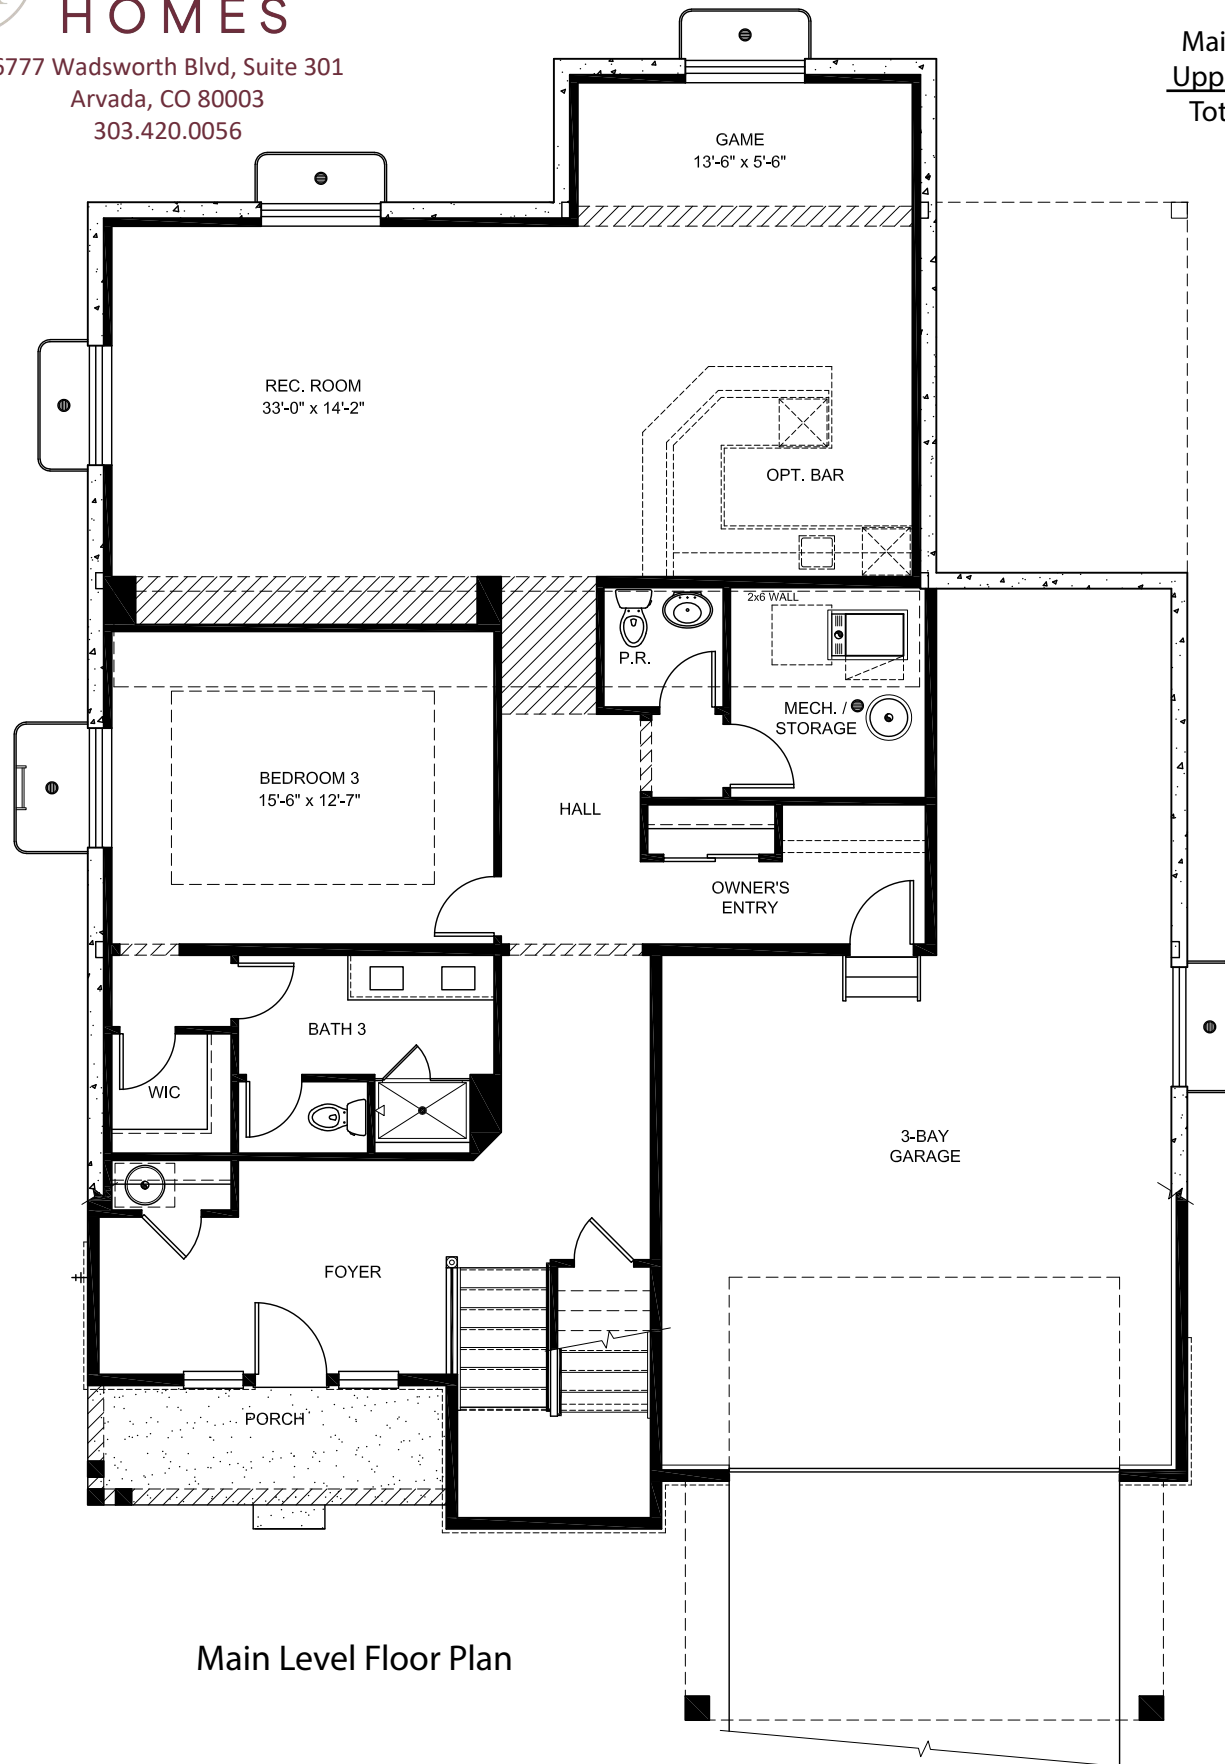 HOMES
6777 Wadsworth Blvd, Suite 301
Arvada, CO 80003
303.420.0056
GAME
13'-6" x 5'-6"
REC. ROOM
33'-0" x 14'-2"
OPT. BAR
2x6 WALL
P.R.
MECH. /
STORAGE
BEDROOM 3
15'-6" x 12'-7"
HALL
OWNER'S
ENTRY
BATH 3
WIC
3-BAY
GARAGE
FOYER
PORCH
Main Level Floor Plan